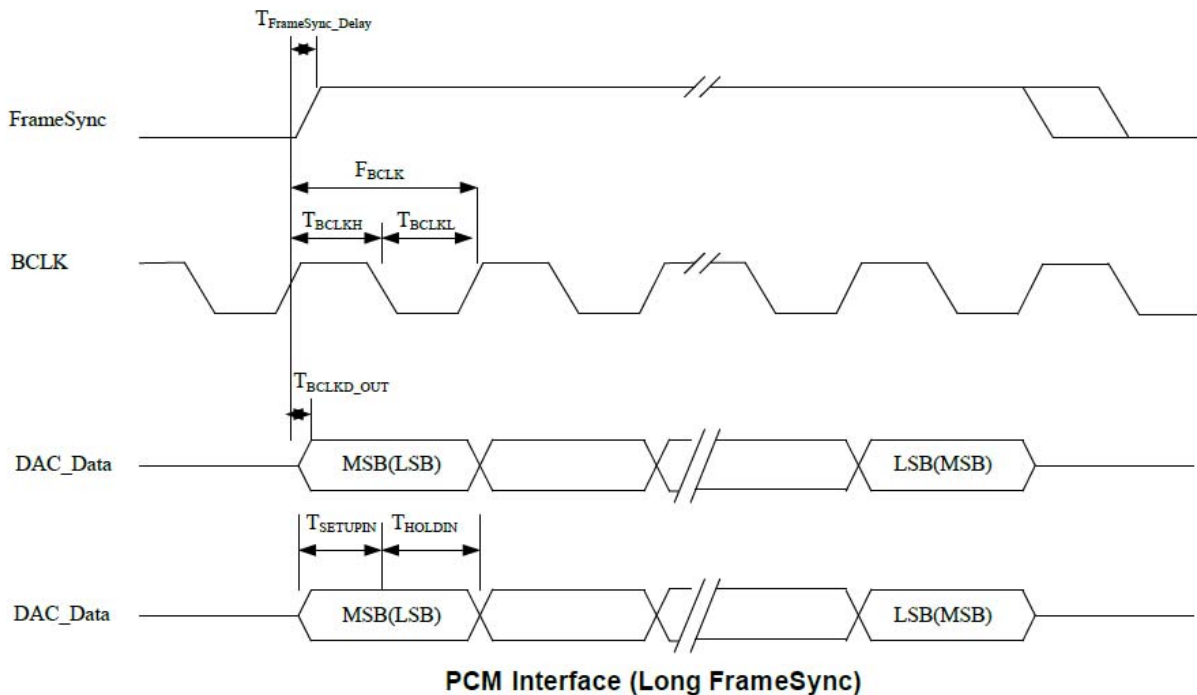 TFrameSync_Delay
FrameSync
FBCLK
TBCLKH TBCLKL
BCLK
TBCLKD_OUT
DAC_Data MSB(LSB) LSB(MSB)
TSETUPIN THOLDIN
DAC_Data MSB(LSB) LSB(MSB)
PCM Interface (Long FrameSync)